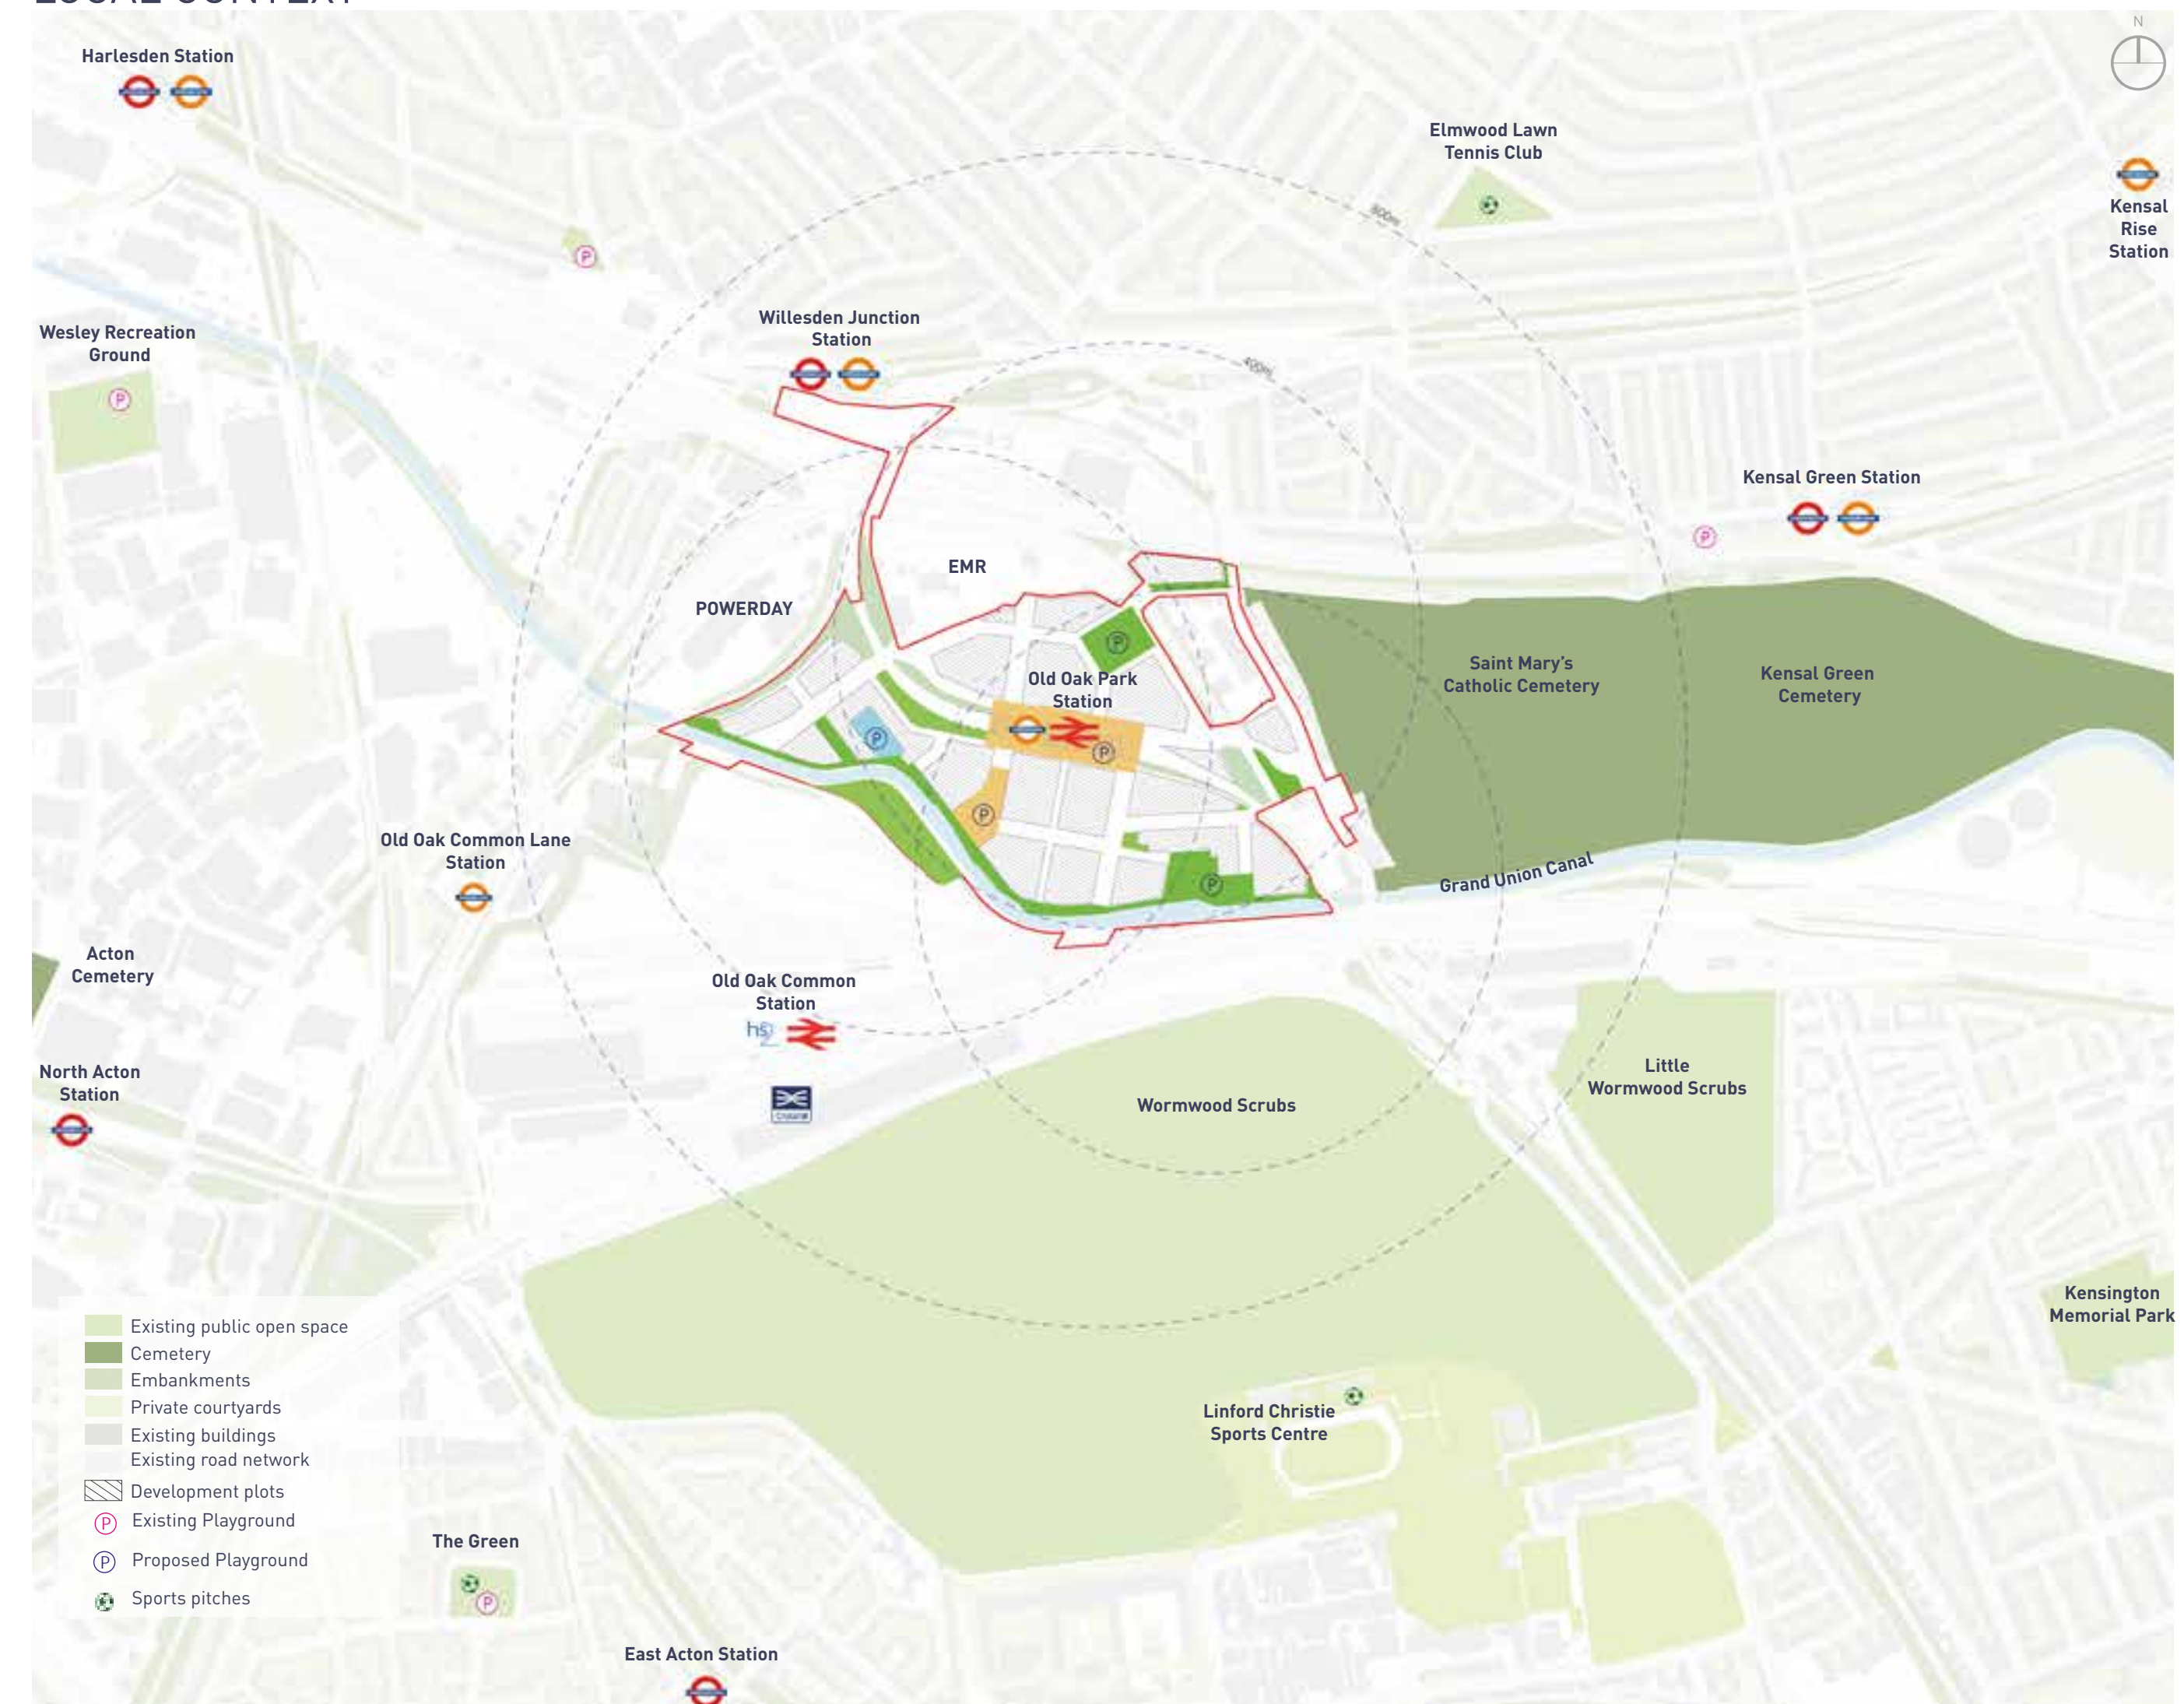 LOCAL CONTEXT
N
Harlesden Station
Elmwood Lawn
Tennis Club
Kensal
Rise
Station
800m
Wesley Recreation
Ground
P
P
Willesden Junction
Station
400m
Kensal Green Station
P
EMR
POWERDAY
P
Old Oak Park
Station
Saint Mary's
Catholic Cemetery
Kensal Green
Cemetery
P
P
P
Old Oak Common Lane
Station
P
Grand Union Canal
Acton
Cemetery
Old Oak Common
Station
hs2
North Acton
Station
Wormwood Scrubs
Little
Wormwood Scrubs
Kensington
Memorial Park
Linford Christie
Sports Centre
Existing public open space
Cemetery
Embankments
Private courtyards
Existing buildings
Existing road network
Development plots
P Existing Playground
P Proposed Playground
Sports pitches
The Green
P
East Acton Station